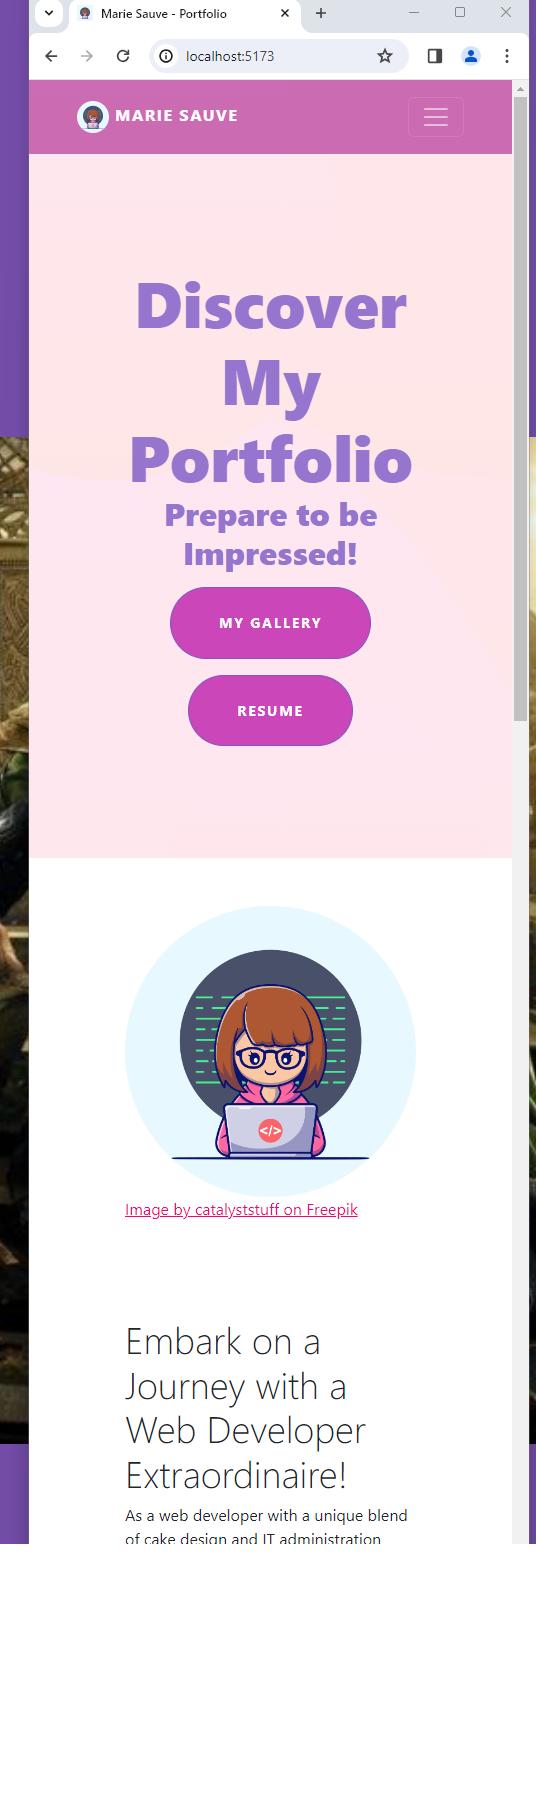 Marie Sauve - Portfolio
localhost:5173
MARIE SAUVE
Discover
My
Portfolio
Prepare to be
Impressed!
MY GALLERY
RESUME
</>
Image by catalyststuff on Freepik
Embark on a
Journey with a
Web Developer
Extraordinaire!
As a web developer with a unique blend
of cake design and IT administration